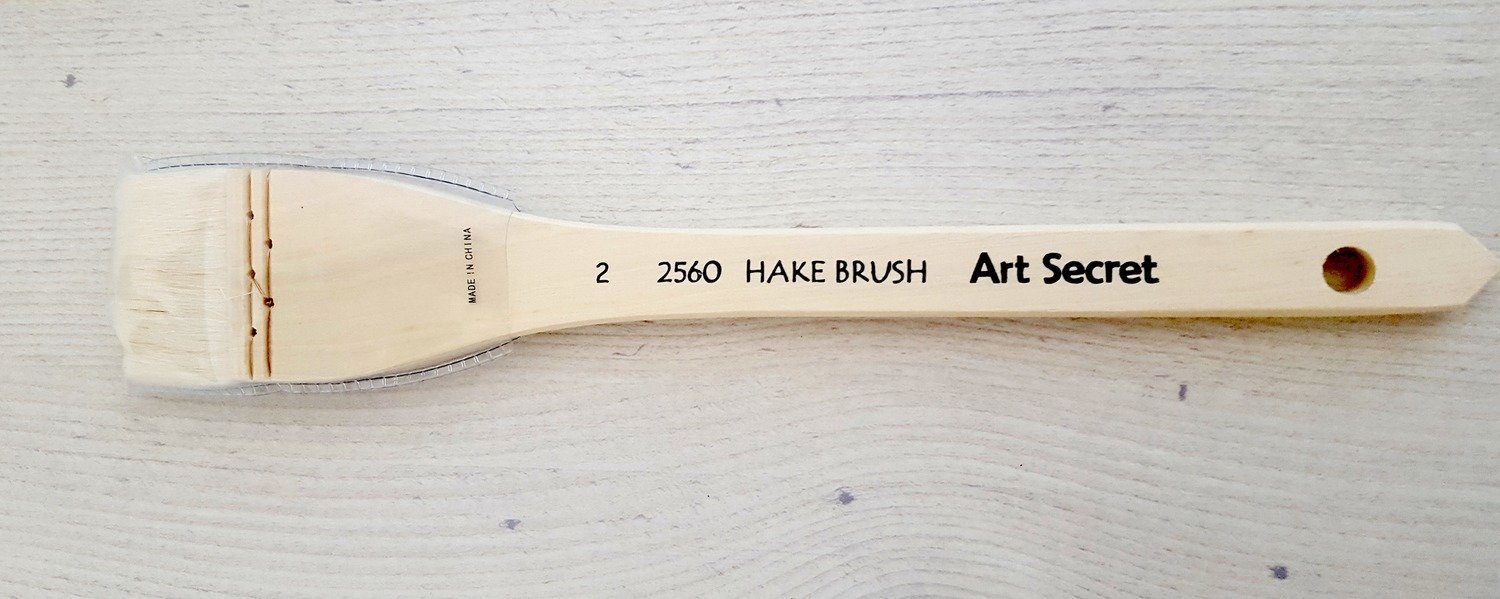 MADE IN CHINA
2 2560 HAKE BRUSH Art Secret